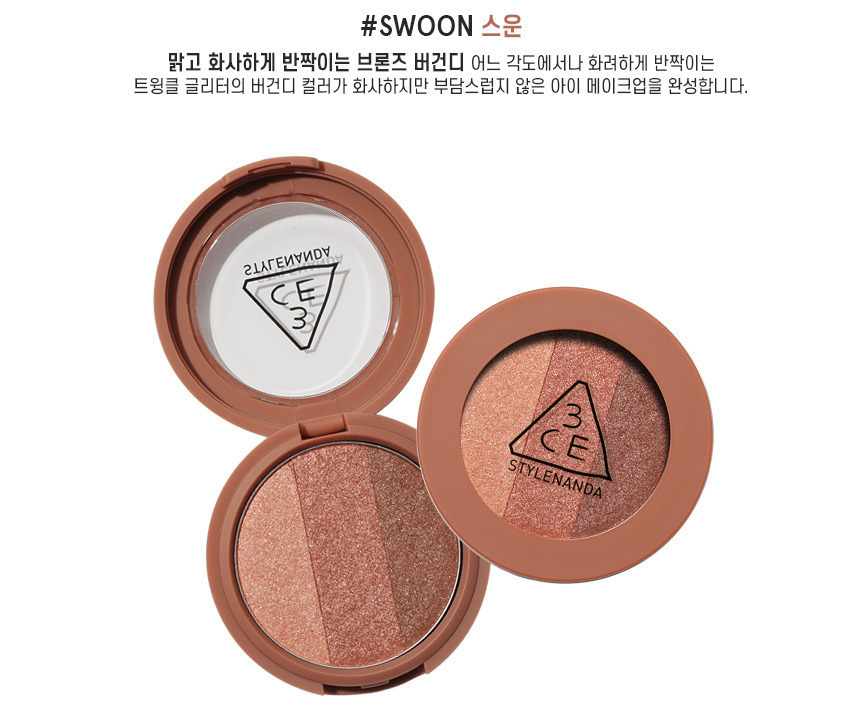 #SWOON 스운
맑고 화사하게 반짝이는 브론즈 버건디 어느 각도에서나 화려하게 반짝이는
트윙클 글리터의 버건디 컬러가 화사하지만 부담스럽지 않은 아이 메이크업을 완성합니다.
STYLENANDA
CE
3
3
CE
STYLENANDA